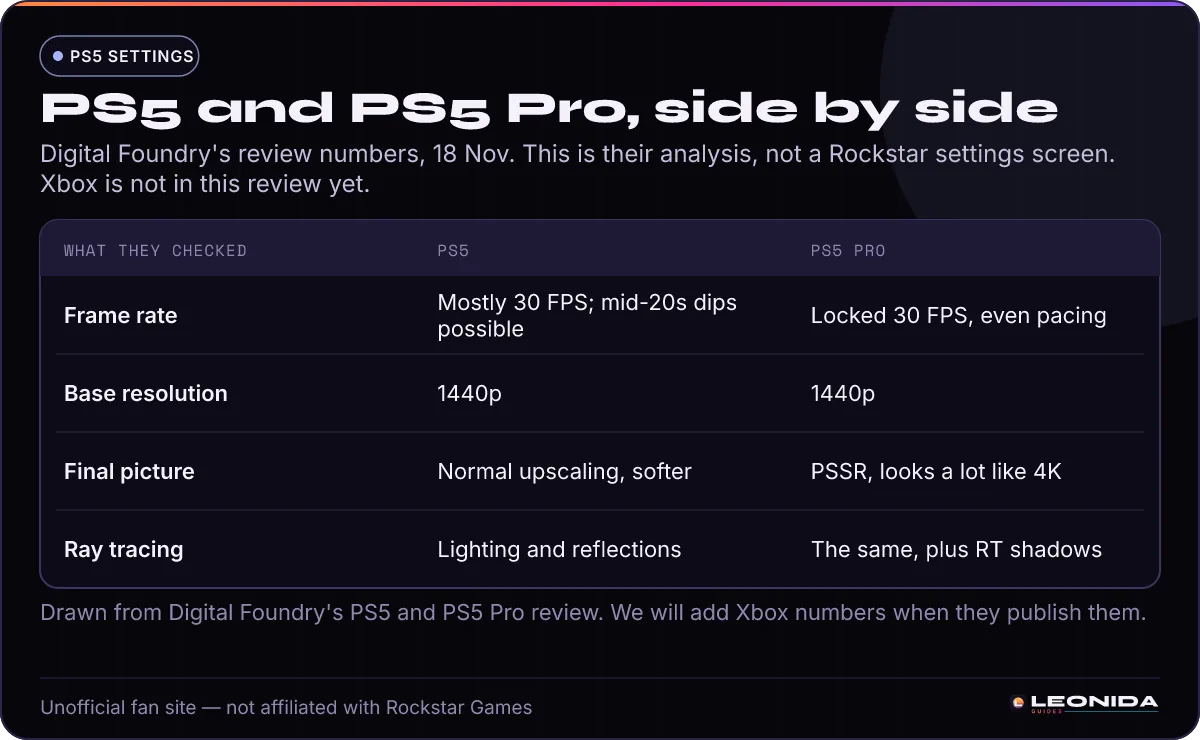 PS5 SETTINGS
PS5 and PS5 Pro, side by side
Digital Foundry's review numbers, 18 Nov. This is their analysis, not a Rockstar settings screen.
Xbox is not in this review yet.
WHAT THEY CHECKED PS5 PS5 PRO
Frame rate Mostly 30 FPS; mid-20s dips possible Locked 30 FPS, even pacing
Base resolution 1440p 1440p
Final picture Normal upscaling, softer PSSR, looks a lot like 4K
Ray tracing Lighting and reflections The same, plus RT shadows
Drawn from Digital Foundry's PS5 and PS5 Pro review. We will add Xbox numbers when they publish them.
Unofficial fan site — not affiliated with Rockstar Games
LEONIDA
GUIDES